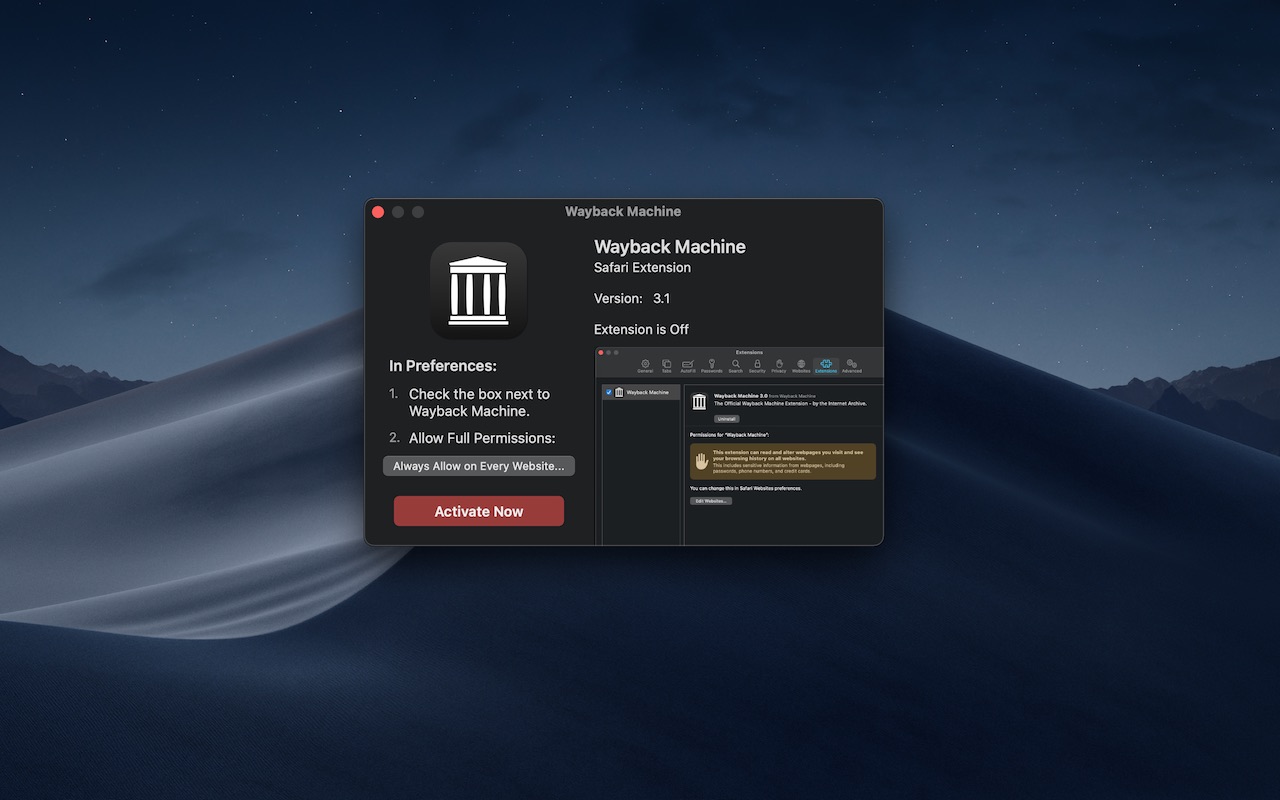 Wayback Machine
Wayback Machine
Safari Extension
Version: 3.1
Extension is Off
In Preferences:
1. Check the box next to
Wayback Machine.
2. Allow Full Permissions:
Always Allow on Every Website...
Activate Now
Extensions
General Tabs AutoFill Passwords Search Security Privacy Websites Extensions Advanced
Wayback Machine
Wayback Machine 3.0 from Wayback Machine
The Official Wayback Machine Extension - by the Internet Archive.
Uninstall
Permissions for "Wayback Machine":
This extension can read and alter webpages you visit and see
your browsing history on all websites.
This includes sensitive information from webpages, including
passwords, phone numbers, and credit cards.
You can change this in Safari Websites preferences.
Edit Websites...